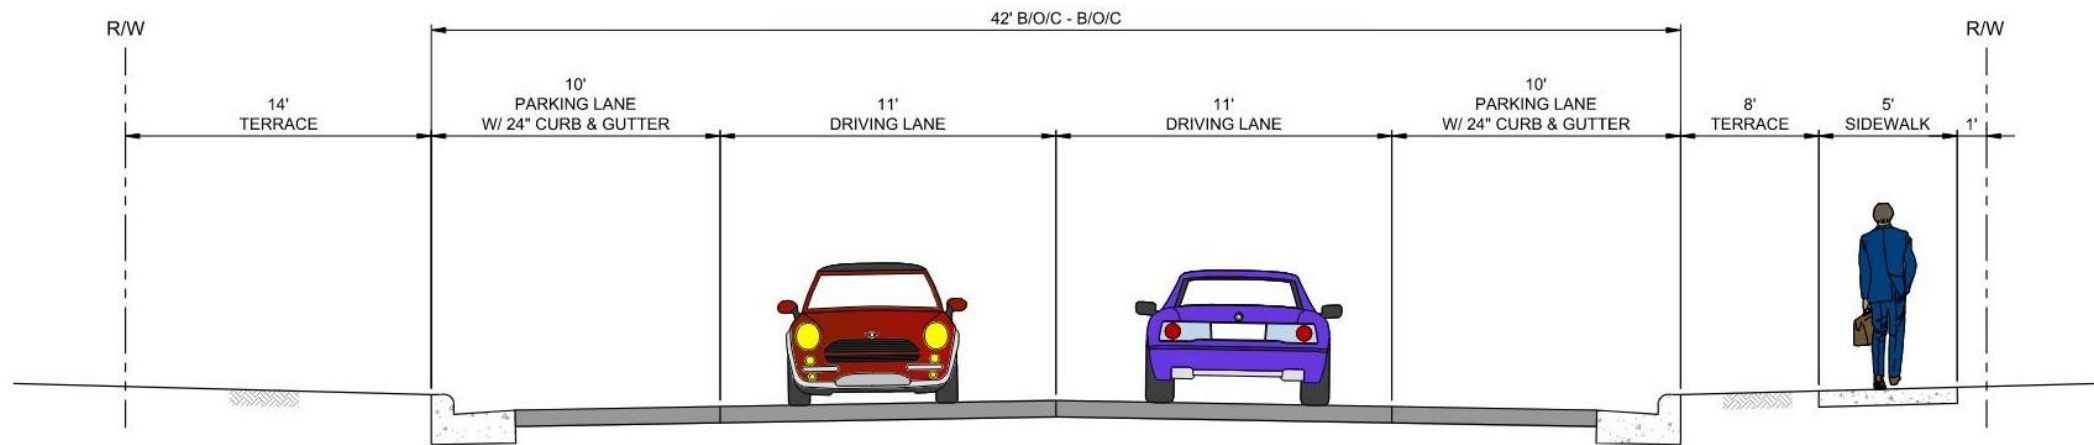 42' B/O/C - B/O/C
R/W
R/W
14'
TERRACE
10'
PARKING LANE
W/ 24" CURB & GUTTER
11'
DRIVING LANE
11'
DRIVING LANE
10'
PARKING LANE
W/ 24" CURB & GUTTER
8'
TERRACE
5'
SIDEWALK
1'